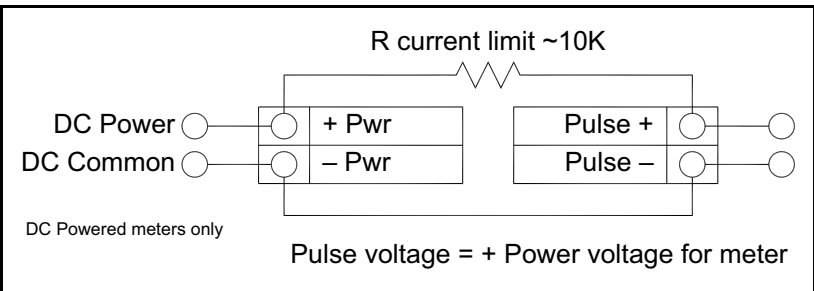 R current limit ~10K
DC Power
+ Pwr
Pulse +
DC Common
– Pwr
Pulse –
DC Powered meters only
Pulse voltage = + Power voltage for meter